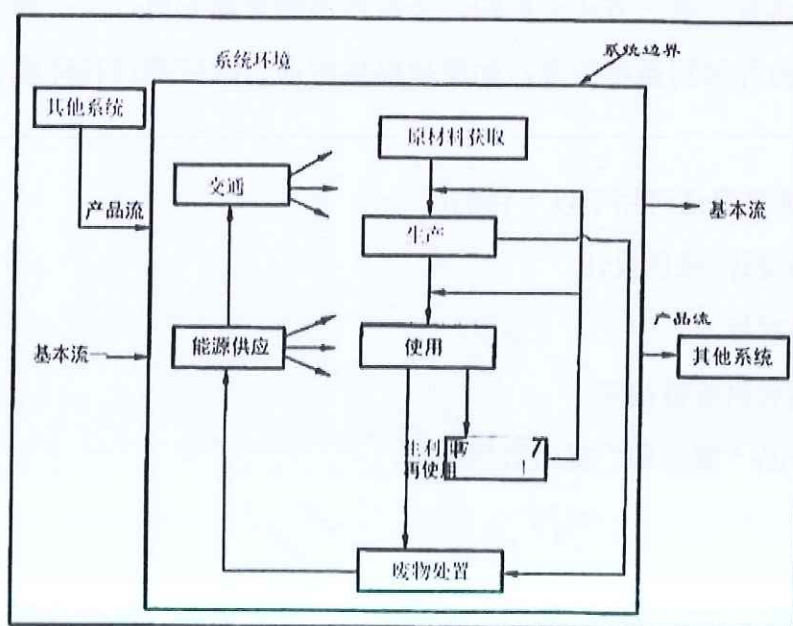 系统环境
系统边界
其他系统
原材料获取
交通
产品流
基本流
生产
产品流
基本流
能源供应
使用
其他系统
再使用
废物处置